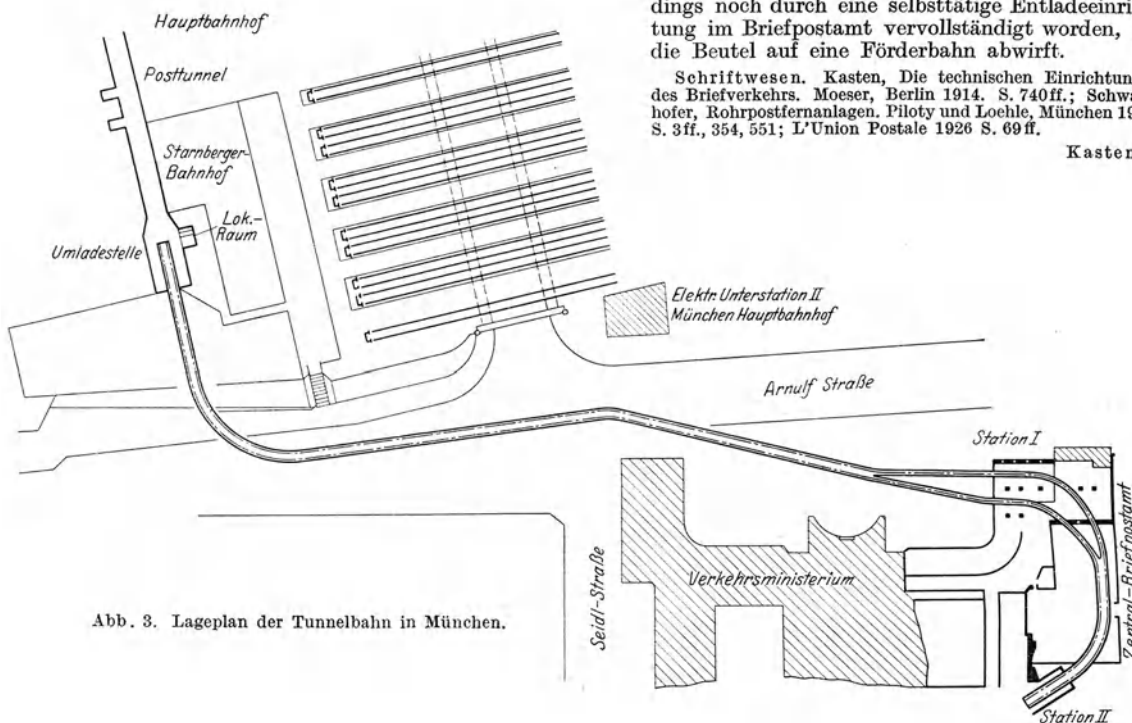 dings noch durch eine selbsttätige Entladeeinri
tung im Briefpostamt vervollständigt worden,
die Beutel auf eine Förderbahn abwirft.
Schriftwesen. Kasten, Die technischen Einrichtun
des Briefverkehrs. Moeser, Berlin 1914. S. 740ff.; Schwa
hofer, Rohrpostfernanlagen. Piloty und Loehle, München 19
S. 3ff., 354, 551; L'Union Postale 1926 S. 69ff.
Kasten
Hauptbahnhof
Posttunnel
Starnberger-
Bahnhof
Lok.-
Raum
Umladestelle
Elektr. Unterstation II
München Hauptbahnhof
Arnulf Straße
Station I
Zentral-Briefpostamt
Verkehrsministerium
Seidl-Straße
Station II
Abb. 3. Lageplan der Tunnelbahn in München.